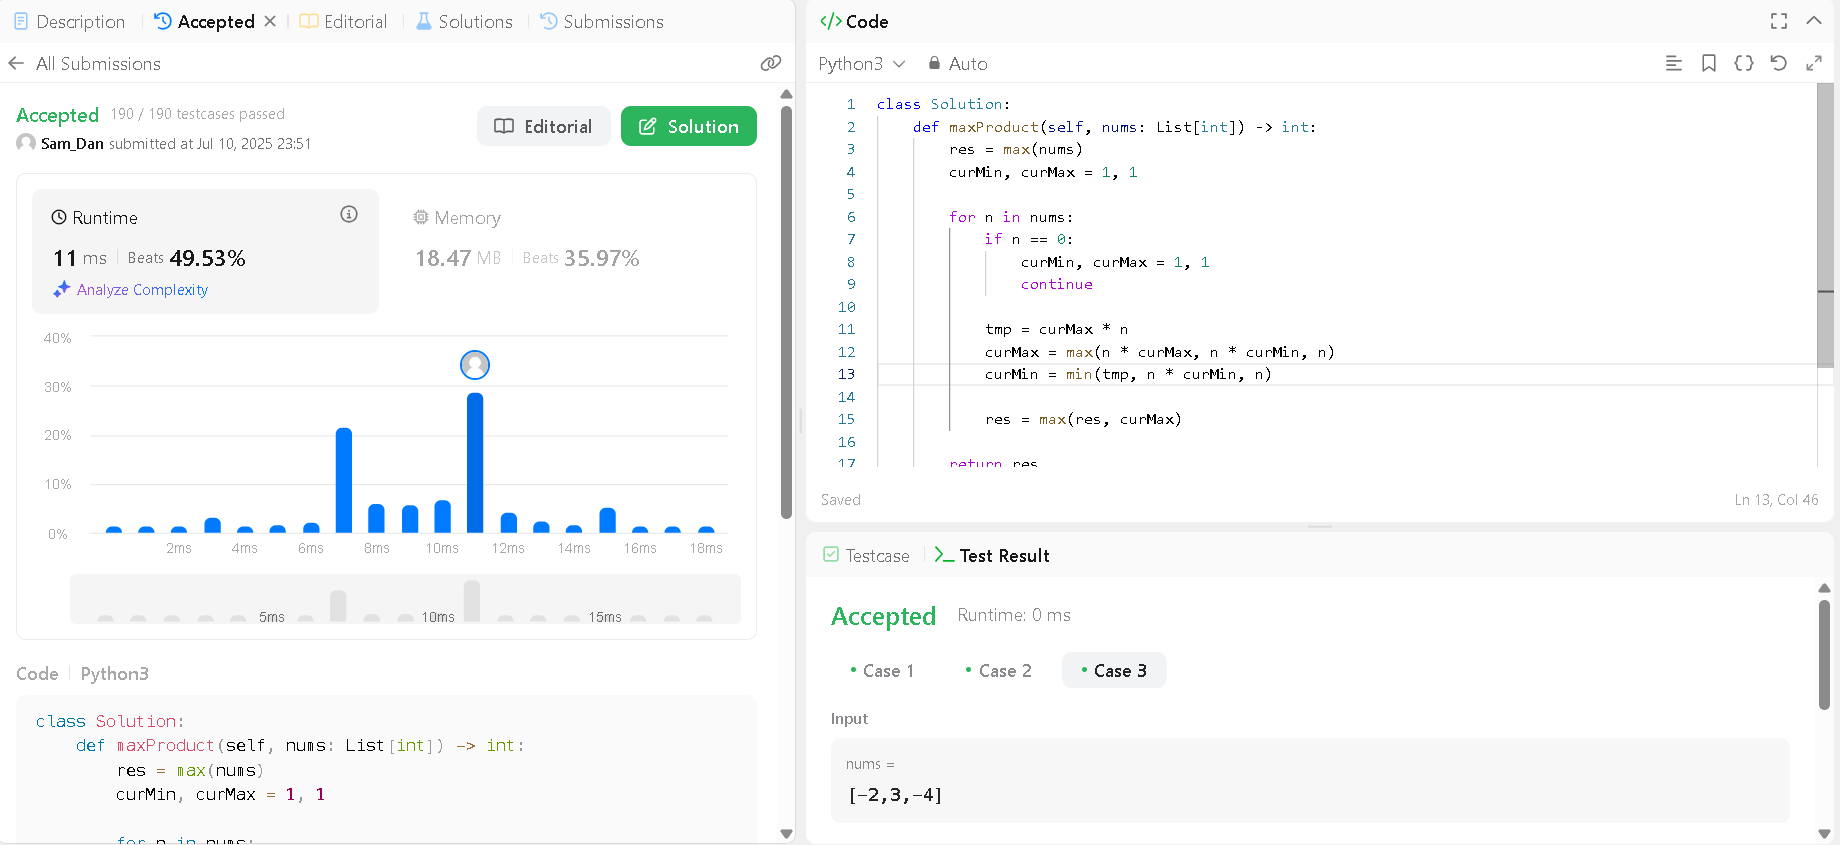 Description
Accepted
Editorial
Solutions
Submissions
All Submissions
Accepted 190 / 190 testcases passed
Sam_Dan submitted at Jul 10, 2025 23:51
Editorial
Solution
Runtime
11 ms Beats 49.53%
Analyze Complexity
Memory
18.47 MB Beats 35.97%
40%
30%
20%
10%
0%
2ms 4ms 6ms 8ms 10ms 12ms 14ms 16ms 18ms
5ms 10ms 15ms
Code Python3
class Solution:
    def maxProduct(self, nums: List[int]) -> int:
        res = max(nums)
        curMin, curMax = 1, 1
        for n in nums:
</> Code
Python3 Auto
1 class Solution:
2     def maxProduct(self, nums: List[int]) -> int:
3         res = max(nums)
4         curMin, curMax = 1, 1
5
6         for n in nums:
7             if n == 0:
8                 curMin, curMax = 1, 1
9                 continue
10
11             tmp = curMax * n
12             curMax = max(n * curMax, n * curMin, n)
13             curMin = min(tmp, n * curMin, n)
14
15             res = max(res, curMax)
16
17         return res
Saved Ln 13, Col 46
Testcase
>_ Test Result
Accepted Runtime: 0 ms
• Case 1 • Case 2 • Case 3
Input
nums =
[-2,3,-4]